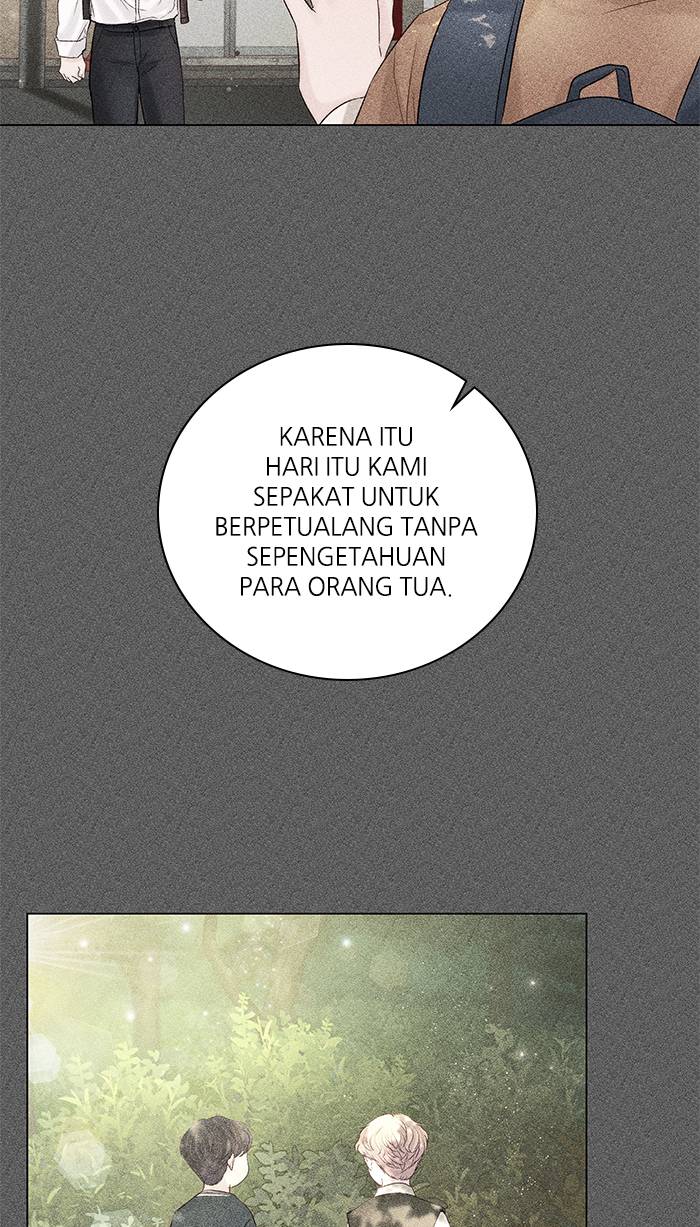 KARENA ITU
HARI ITU KAMI
SEPAKAT UNTUK
BERPETUALANG TANPA
SEPENGETAHUAN
PARA ORANG TUA.